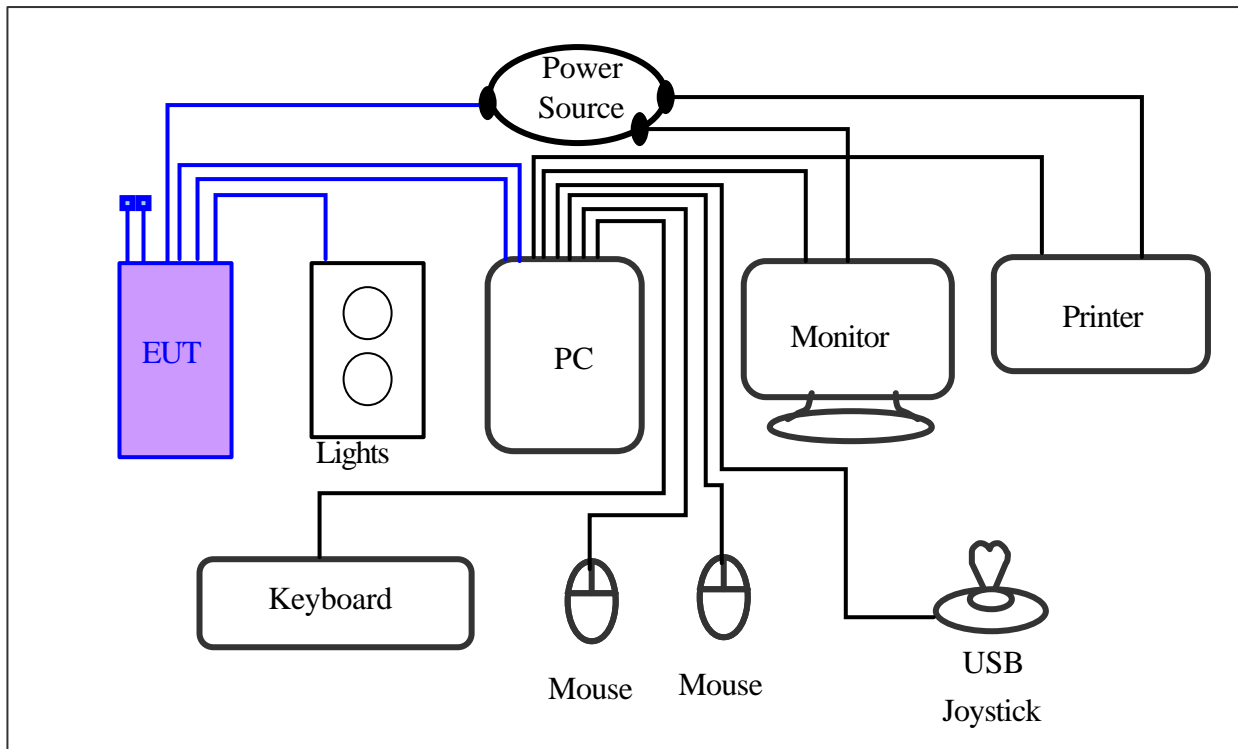 Power
Source
EUT
Lights
PC
Monitor
Printer
Keyboard
Mouse
Mouse
USB
Joystick